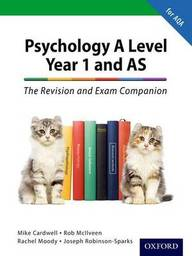 for AQA
Psychology A Level
Year 1 and AS
The Revision and Exam Companion
Mike Cardwell • Rob McIlveen
Rachel Moody • Joseph Robinson-Sparks
OXFORD